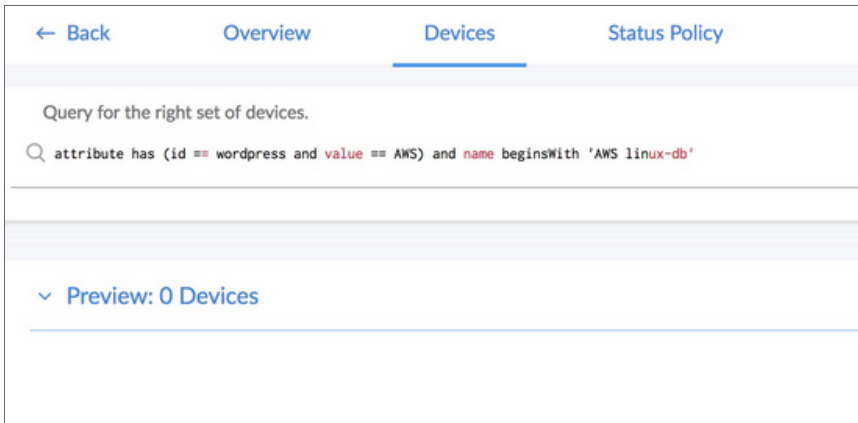 ← Back Overview Devices Status Policy
Query for the right set of devices.
attribute has (id == wordpress and value == AWS) and name beginsWith 'AWS linux-db'
Preview: 0 Devices